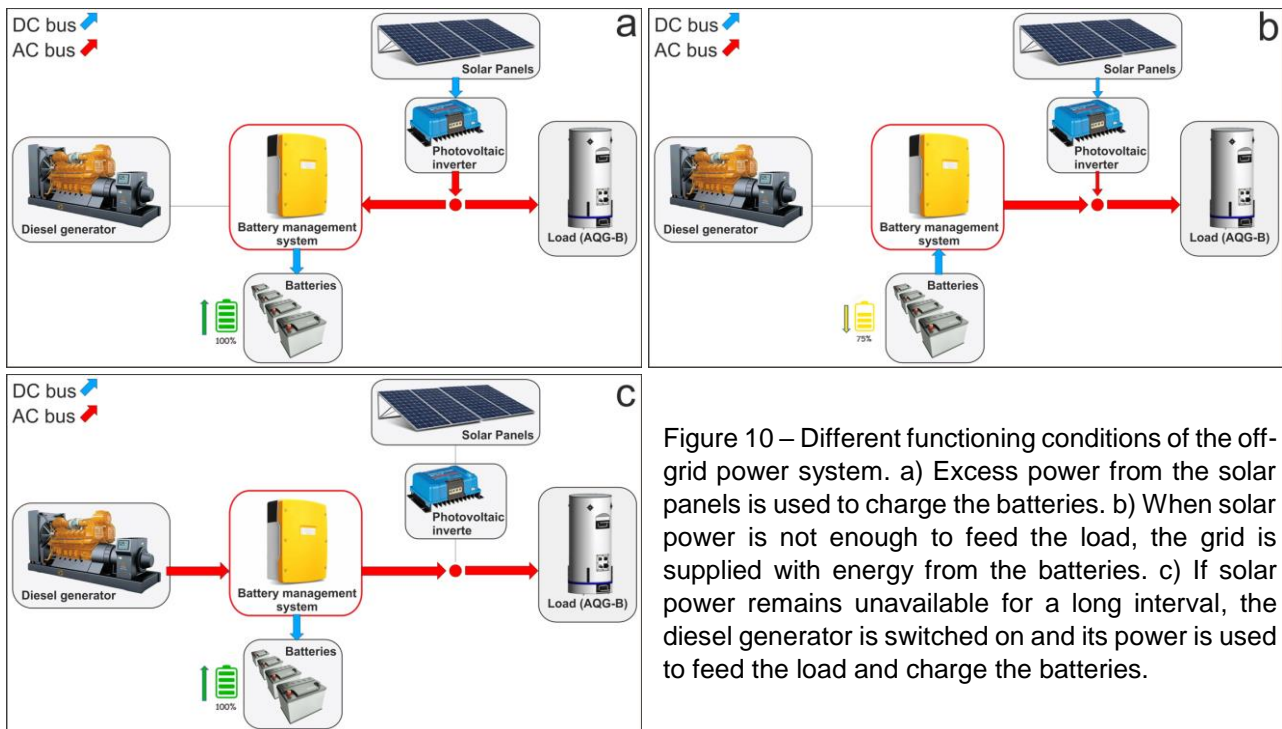 DC bus
AC bus
a
Solar Panels
Photovoltaic
inverter
Diesel generator
Battery management
system
Load (AQG-B)
Batteries
100%
DC bus
AC bus
b
Solar Panels
Photovoltaic
inverter
Diesel generator
Battery management
system
Load (AQG-B)
Batteries
75%
DC bus
AC bus
c
Solar Panels
Photovoltaic
inverte
Diesel generator
Battery management
system
Load (AQG-B)
Batteries
100%
Figure 10 – Different functioning conditions of the off-
grid power system. a) Excess power from the solar
panels is used to charge the batteries. b) When solar
power is not enough to feed the load, the grid is
supplied with energy from the batteries. c) If solar
power remains unavailable for a long interval, the
diesel generator is switched on and its power is used
to feed the load and charge the batteries.